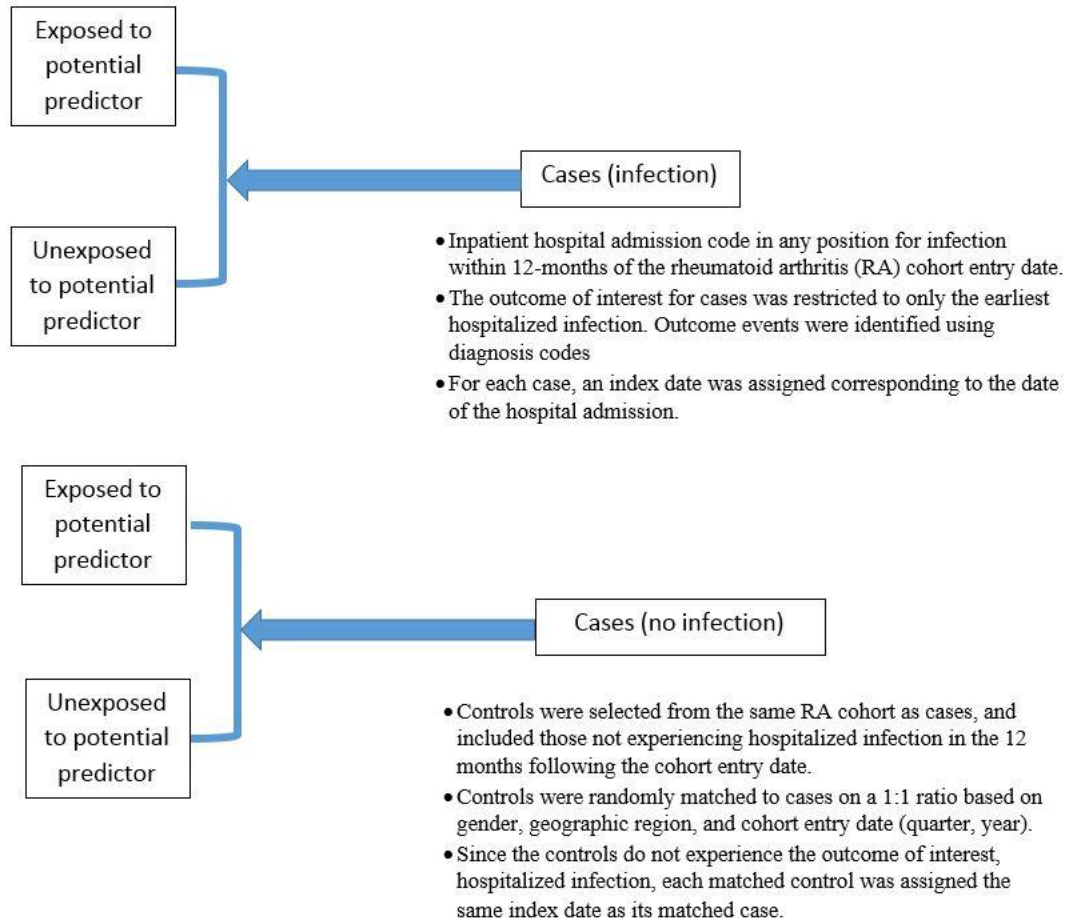 Exposed to
potential
predictor
Cases (infection)
Unexposed
to potential
predictor
• Inpatient hospital admission code in any position for infection
within 12-months of the rheumatoid arthritis (RA) cohort entry date.
• The outcome of interest for cases was restricted to only the earliest
hospitalized infection. Outcome events were identified using
diagnosis codes
• For each case, an index date was assigned corresponding to the date
of the hospital admission.
Exposed to
potential
predictor
Cases (no infection)
Unexposed
to potential
predictor
• Controls were selected from the same RA cohort as cases, and
included those not experiencing hospitalized infection in the 12
months following the cohort entry date.
• Controls were randomly matched to cases on a 1:1 ratio based on
gender, geographic region, and cohort entry date (quarter, year).
• Since the controls do not experience the outcome of interest,
hospitalized infection, each matched control was assigned the
same index date as its matched case.